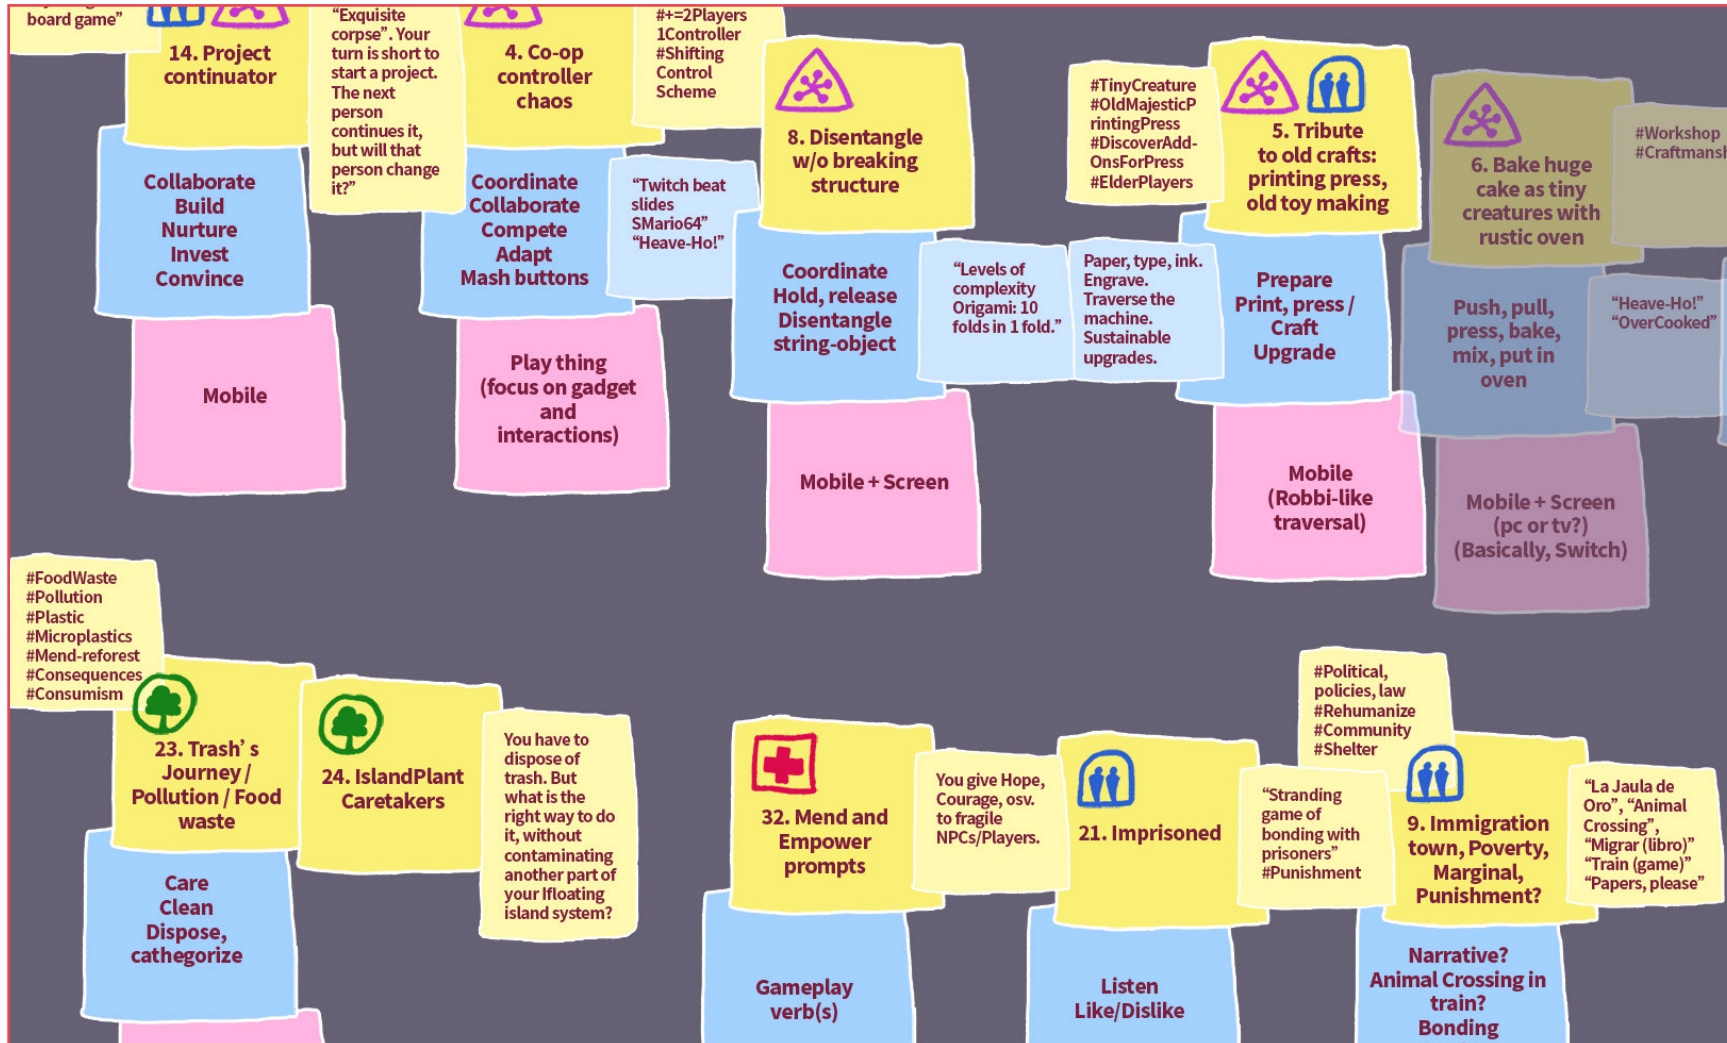 board game”
14. Project
continuator
“Exquisite
corpse”. Your
turn is short to
start a project.
The next
person
continues it,
but will that
person change
it?”
Collaborate
Build
Nurture
Invest
Convince
Mobile
4. Co-op
controller
chaos
#+=2Players
1Controller
#Shifting
Control
Scheme
Coordinate
Collaborate
Compete
Adapt
Mash buttons
“Twitch beat
slides
SMario64”
“Heave-Ho!”
Play thing
(focus on gadget
and
interactions)
8. Disentangle
w/o breaking
structure
Coordinate
Hold, release
Disentangle
string-object
“Levels of
complexity
Origami: 10
folds in 1 fold.”
Mobile + Screen
#TinyCreature
#OldMajesticP
rintingPress
#DiscoverAdd-
OnsForPress
#ElderPlayers
5. Tribute
to old crafts:
printing press,
old toy making
Paper, type, ink.
Engrave.
Traverse the
machine.
Sustainable
upgrades.
Prepare
Print, press /
Craft
Upgrade
Mobile
(Robbi-like
traversal)
6. Bake huge
cake as tiny
creatures with
rustic oven
#Workshop
#Craftmansh
Push, pull,
press, bake,
mix, put in
oven
“Heave-Ho!”
“OverCooked”
Mobile + Screen
(pc or tv?)
(Basically, Switch)
#FoodWaste
#Pollution
#Plastic
#Microplastics
#Mend-reforest
#Consequences
#Consumism
23. Trash’s
Journey /
Pollution / Food
waste
Care
Clean
Dispose,
cathegorize
24. IslandPlant
Caretakers
You have to
dispose of
trash. But
what is the
right way to do
it, without
contaminating
another part of
your lfloating
island system?
32. Mend and
Empower
prompts
You give Hope,
Courage, osv.
to fragile
NPCs/Players.
Gameplay
verb(s)
21. Imprisoned
“Stranding
game of
bonding with
prisoners”
#Punishment
Listen
Like/Dislike
#Political,
policies, law
#Rehumanize
#Community
#Shelter
9. Immigration
town, Poverty,
Marginal,
Punishment?
“La Jaula de
Oro”, “Animal
Crossing”,
“Migrar (libro)”
“Train (game)”
“Papers, please”
Narrative?
Animal Crossing in
train?
Bonding